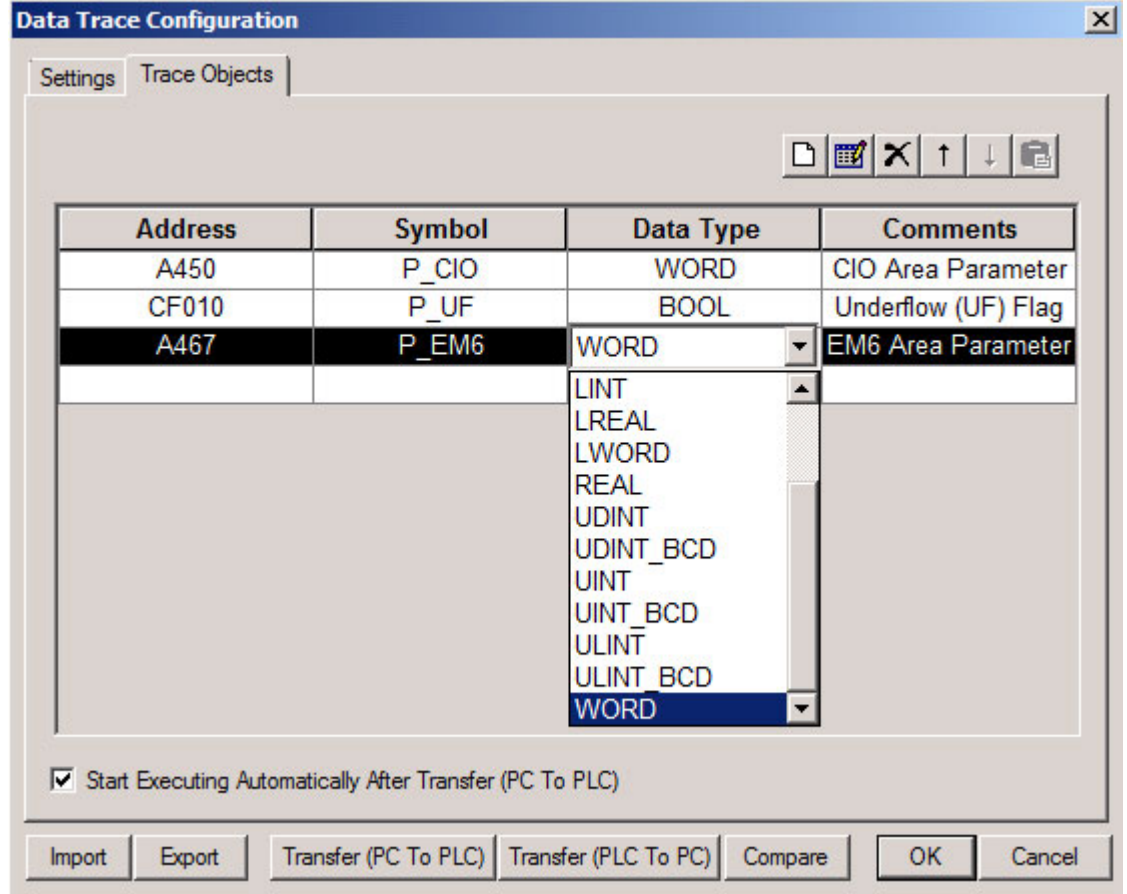 Data Trace Configuration
Settings Trace Objects
Address Symbol Data Type Comments
A450 P_CIO WORD CIO Area Parameter
CF010 P_UF BOOL Underflow (UF) Flag
A467 P_EM6 WORD EM6 Area Parameter
LINT
LREAL
LWORD
REAL
UDINT
UDINT_BCD
UINT
UINT_BCD
ULINT
ULINT_BCD
WORD
Start Executing Automatically After Transfer (PC To PLC)
Import Export Transfer (PC To PLC) Transfer (PLC To PC) Compare OK Cancel